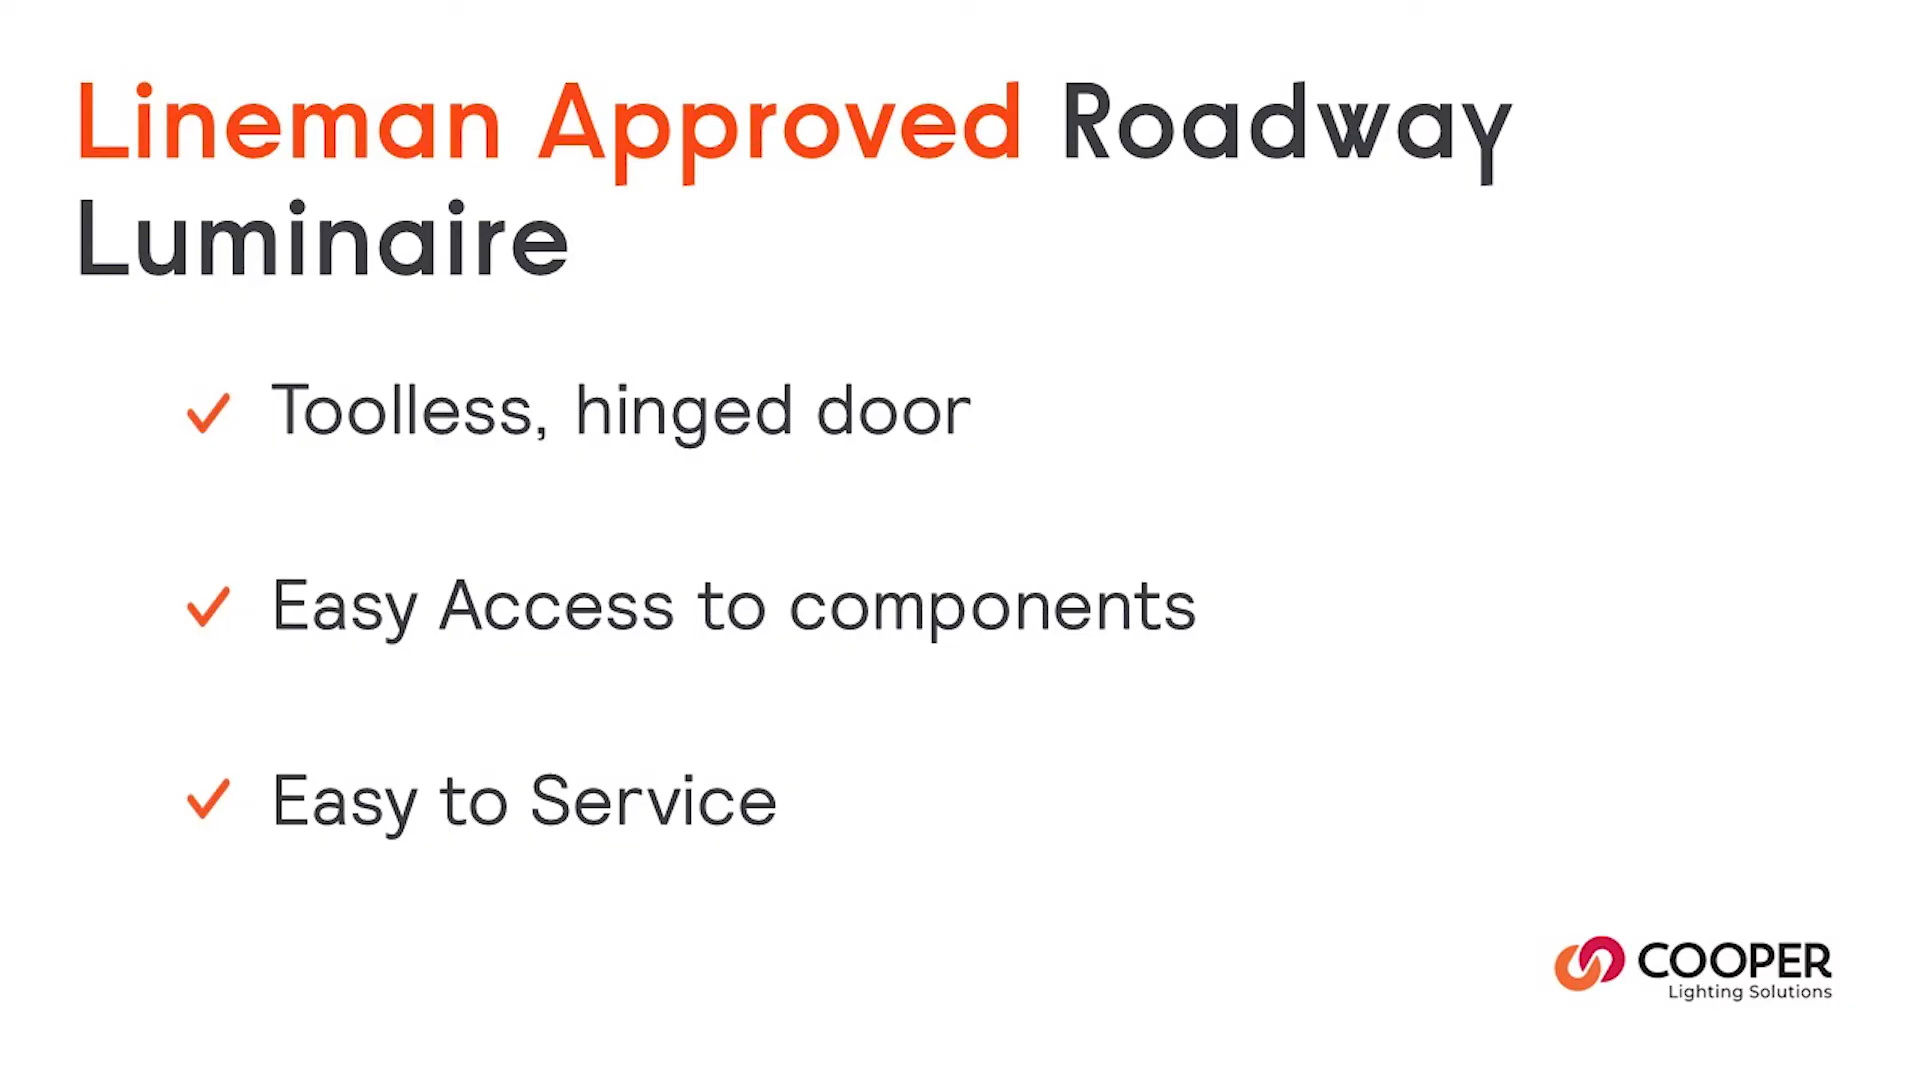 Lineman Approved Roadway
Luminaire
Toolless, hinged door
Easy Access to components
Easy to Service
COOPER
Lighting Solutions